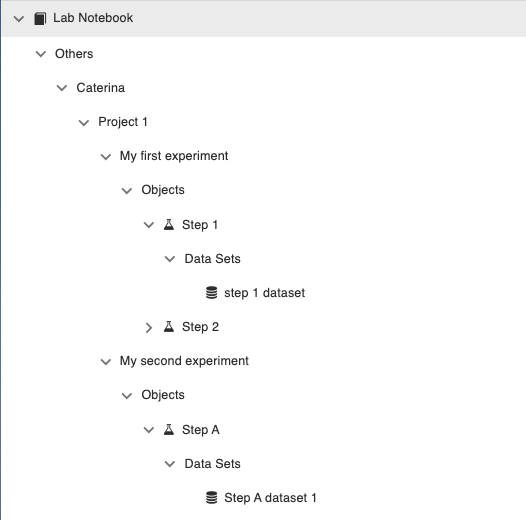 Lab Notebook
Others
Caterina
Project 1
My first experiment
Objects
Step 1
Data Sets
step 1 dataset
Step 2
My second experiment
Objects
Step A
Data Sets
Step A dataset 1